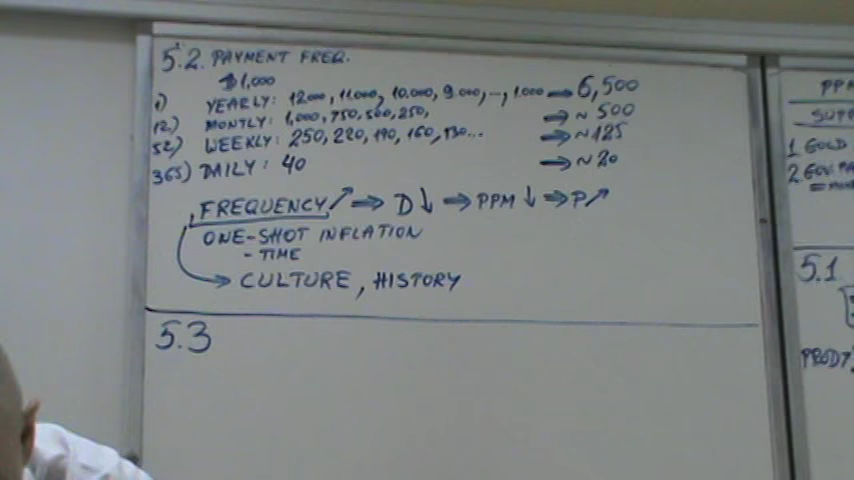 5.2. PAYMENT FREQ.
$1,000
1) YEARLY: 12.000, 11.000, 10,000, 9.000, ..., 1.000 → 6,500
12) MONTLY: 1,000, 750, 500, 250, ⇒ ~ 500
52) WEEKLY: 250, 220, 190, 160, 130... ⇒ ~125
365) DAILY: 40 ⇒ ~20
FREQUENCY ↗ ⇒ D ↓ ⇒ PPM ↓ ⇒ P ↗
ONE-SHOT INFLATION
- TIME
→ CULTURE, HISTORY
5.3
PPM
SUPP
1 GOLD
2 GOV. PA
5.1